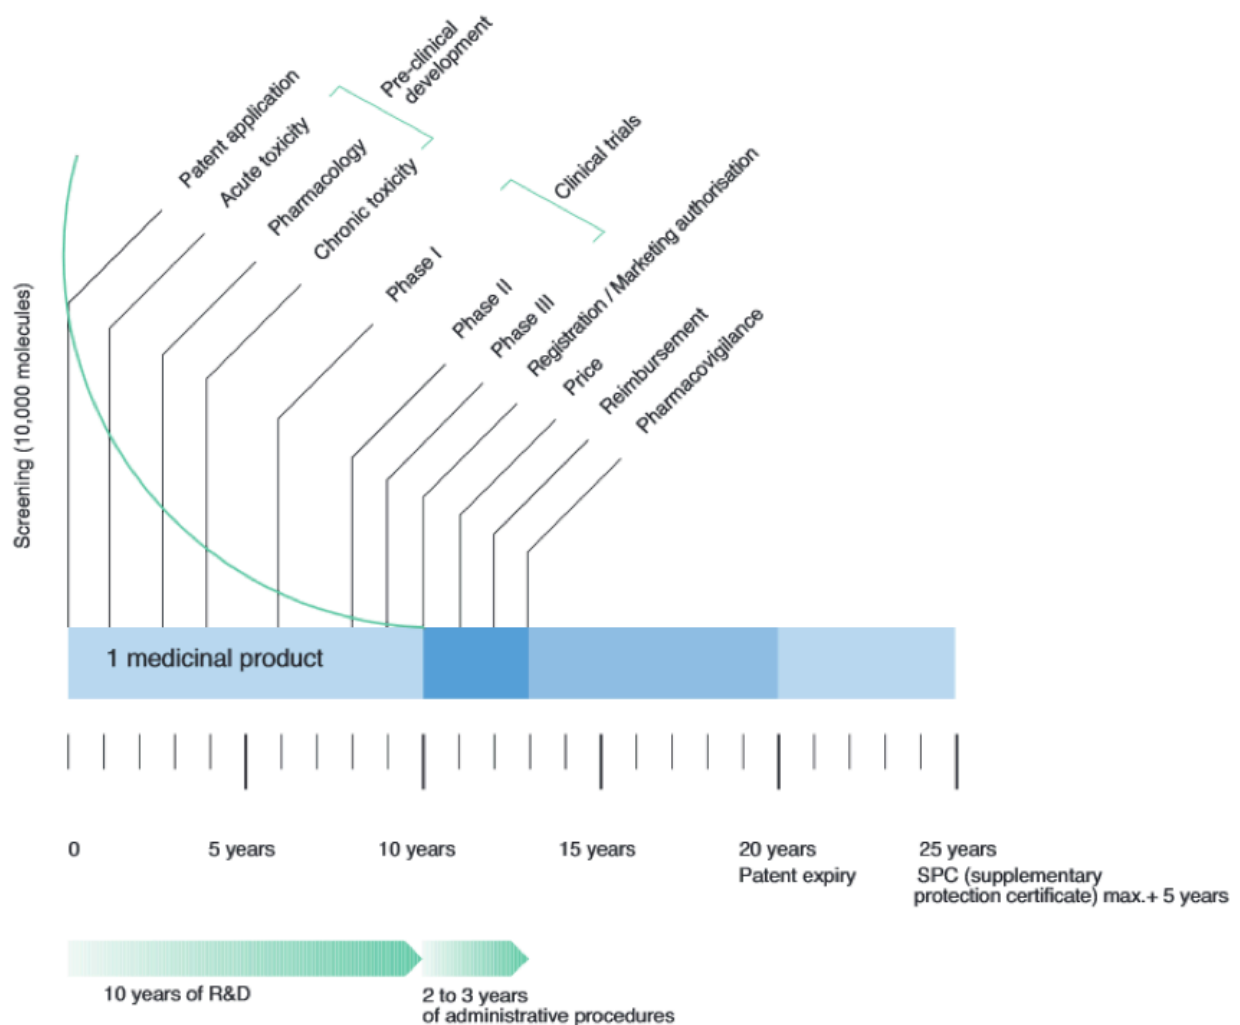 Pre-clinical
development
Patent application
Acute toxicity
Pharmacology
Chronic toxicity
Clinical trials
Phase I
Phase II
Phase III
Registration / Marketing authorisation
Price
Reimbursement
Pharmacovigilance
Screening (10,000 molecules)
1 medicinal product
0
5 years
10 years
15 years
20 years
Patent expiry
25 years
SPC (supplementary
protection certificate) max.+ 5 years
10 years of R&D
2 to 3 years
of administrative procedures